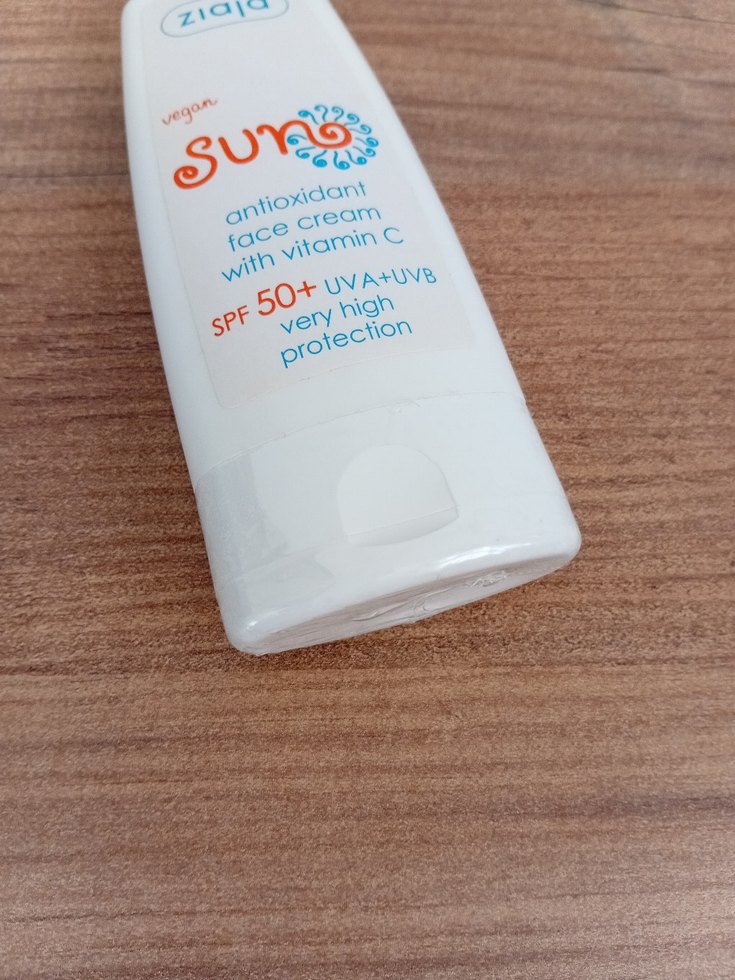 ziaja
vegan
sun
antioxidant
face cream
with vitamin C
SPF 50+ UVA+UVB
very high
protection